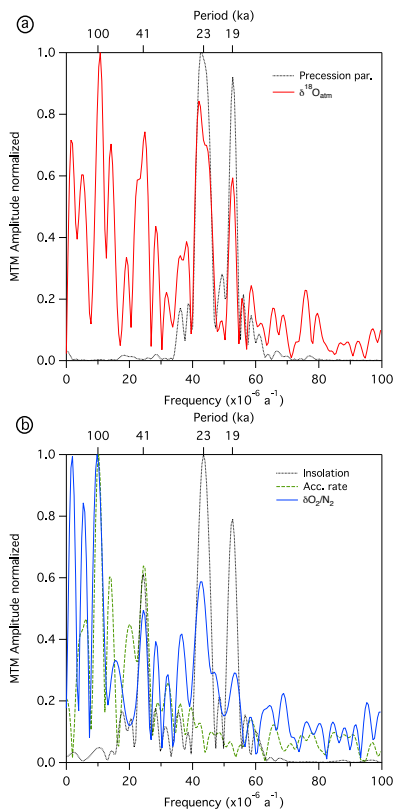 a
Period (ka)
100 41 23 19
1.0
0.8
0.6
0.4
0.2
0.0
MTM Amplitude normalized
Precession par.
δ18Oatm
0 20 40 60 80 100
Frequency (x10-6 a-1)
b
Period (ka)
100 41 23 19
1.0
0.8
0.6
0.4
0.2
0.0
MTM Amplitude normalized
Insolation
Acc. rate
δO2/N2
0 20 40 60 80 100
Frequency (x10-6 a-1)